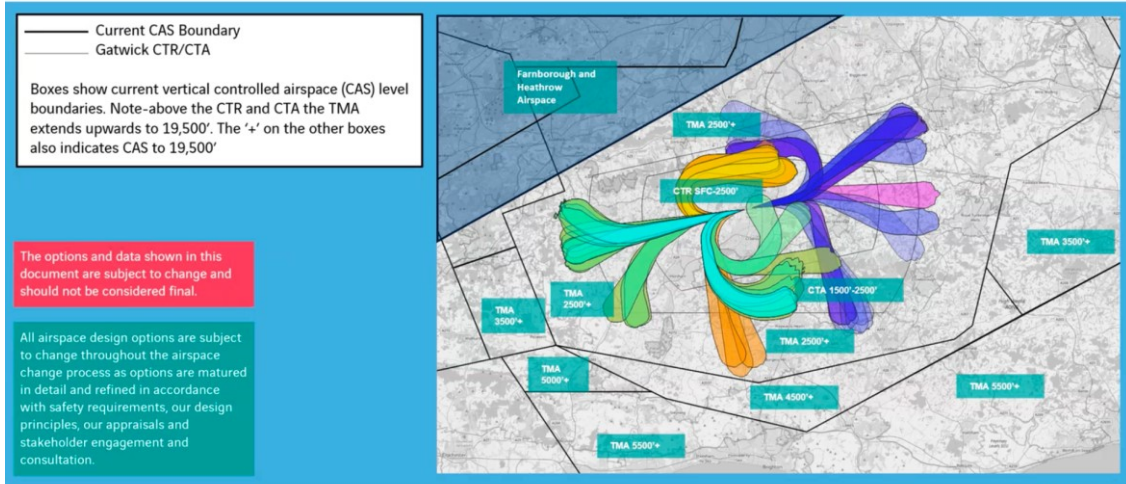 Current CAS Boundary
Gatwick CTR/CTA
Boxes show current vertical controlled airspace (CAS) level
boundaries. Note-above the CTR and CTA the TMA
extends upwards to 19,500'. The '+' on the other boxes
also indicates CAS to 19,500'
The options and data shown in this
document are subject to change and
should not be considered final.
All airspace design options are subject
to change throughout the airspace
change process as options are matured
in detail and refined in accordance
with safety requirements, our design
principles, our appraisals and
stakeholder engagement and
consultation.
Farnborough and
Heathrow
Airspace
TMA 2500'+
CTR SFC-2500'
TMA 3500'+
CTA 1500'-2500'
TMA
2500'+
TMA
3500'+
TMA 2500'+
TMA
5000'+
TMA 4500'+
TMA 5500'+
TMA 5500'+